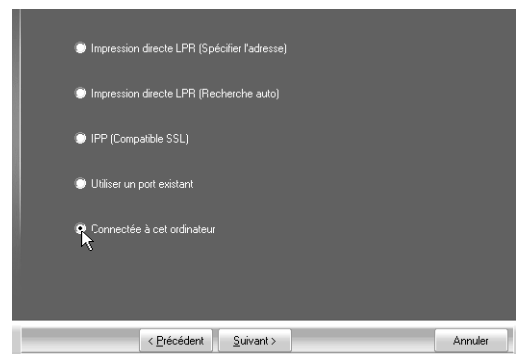 Impression directe LPR (Spécifier l'adresse)
Impression directe LPR (Recherche auto)
IPP (Compatible SSL)
Utiliser un port existant
Connectée à cet ordinateur
< Précédent Suivant > Annuler